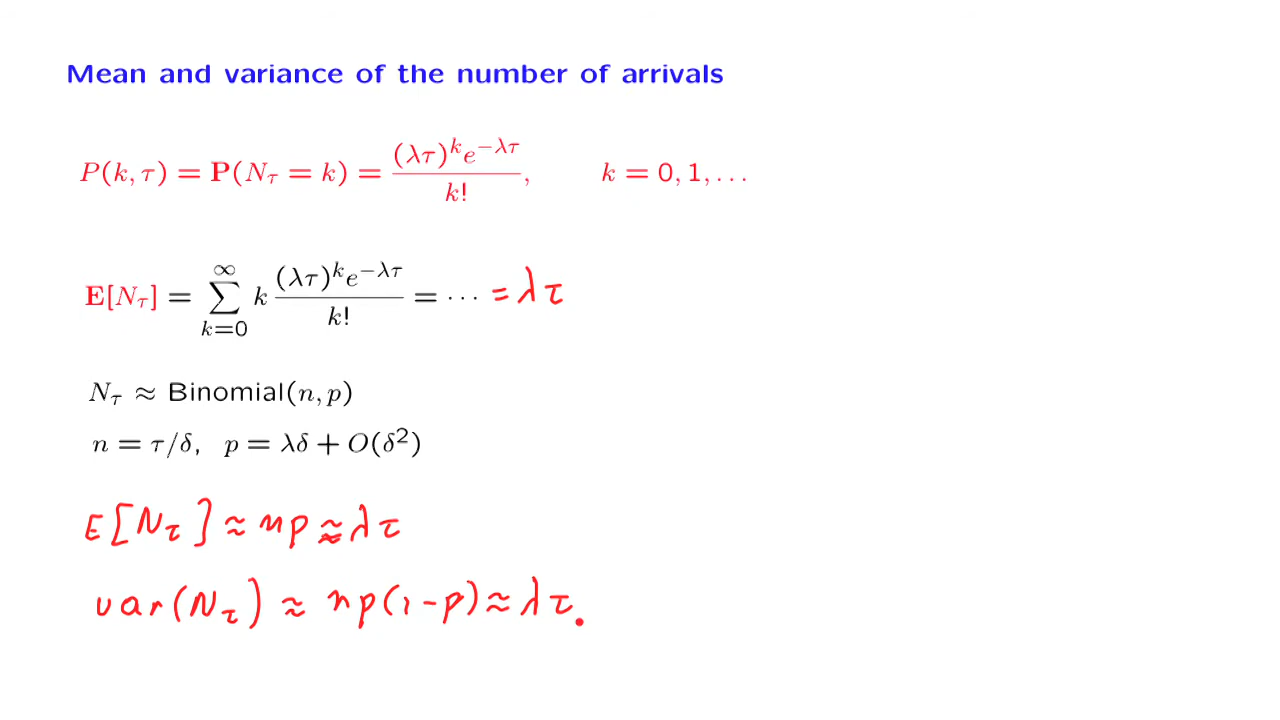 Mean and variance of the number of arrivals
P(k, τ) = P(N_τ = k) = (λτ)^k e^{−λτ} / k!,  k = 0, 1, …
E[N_τ] = ∑_{k=0}^{∞} k (λτ)^k e^{−λτ} / k! = ⋯ = λτ
N_τ ≈ Binomial(n, p)
n = τ/δ,  p = λδ + O(δ²)
E[N_τ] ≈ np ≈ λτ
var(N_τ) ≈ np(1−p) ≈ λτ.